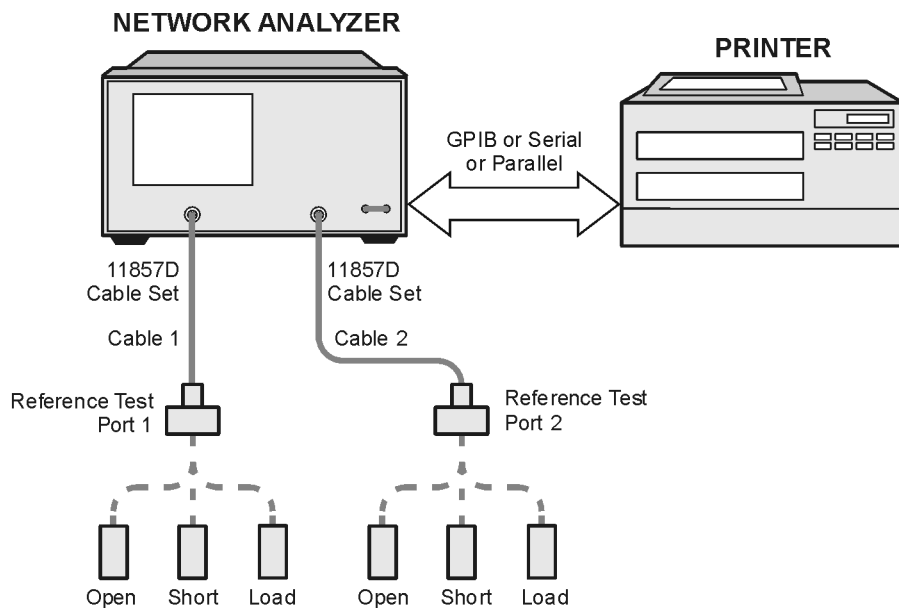 NETWORK ANALYZER
PRINTER
GPIB or Serial
or Parallel
11857D
Cable Set
11857D
Cable Set
Cable 1
Cable 2
Reference Test
Port 1
Reference Test
Port 2
Open
Short
Load
Open
Short
Load